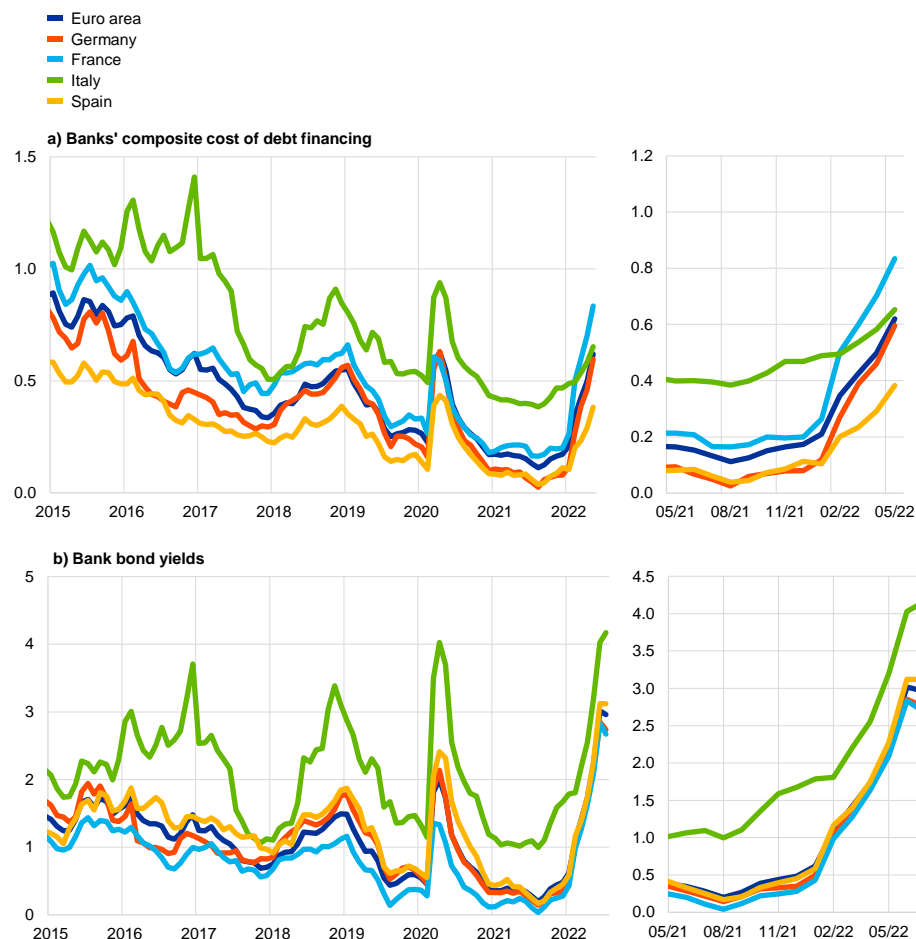 Euro area
Germany
France
Italy
Spain
a) Banks' composite cost of debt financing
1.5
1.0
0.5
0.0
2015 2016 2017 2018 2019 2020 2021 2022
1.2
1.0
0.8
0.6
0.4
0.2
0.0
05/21 08/21 11/21 02/22 05/22
b) Bank bond yields
5
4
3
2
1
0
2015 2016 2017 2018 2019 2020 2021 2022
4.5
4.0
3.5
3.0
2.5
2.0
1.5
1.0
0.5
0.0
05/21 08/21 11/21 02/22 05/22